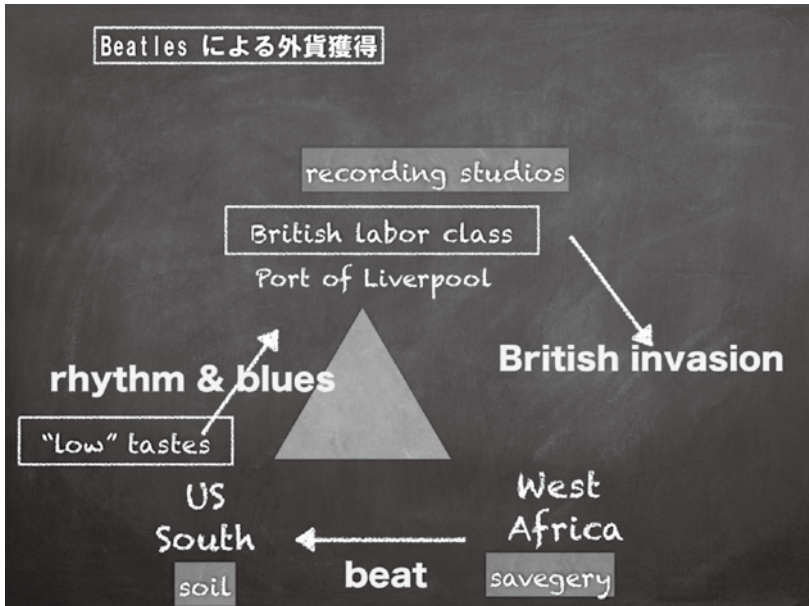 Beatles による外貨獲得
recording studios
British labor class
Port of Liverpool
British invasion
rhythm & blues
“low” tastes
US
South
soil
beat
West
Africa
savegery